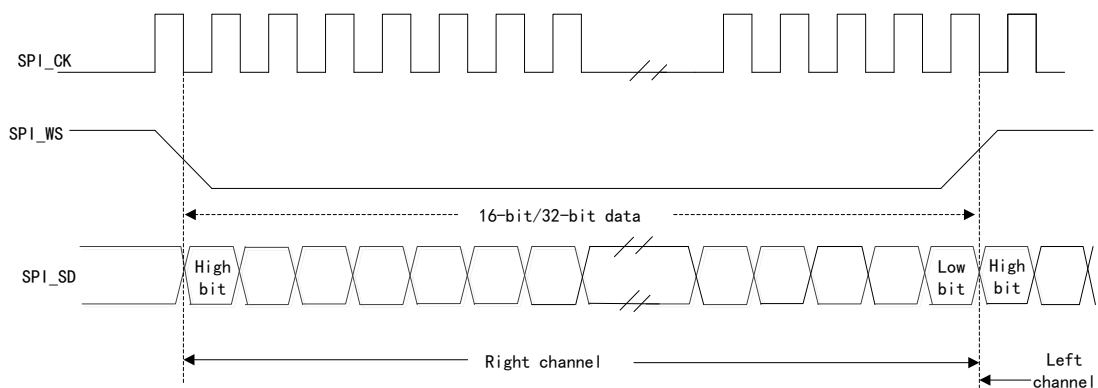 SPI_CK
SPI_WS
16-bit/32-bit data
SPI_SD
High
bit
Low
bit
High
bit
Right channel
Left
channel